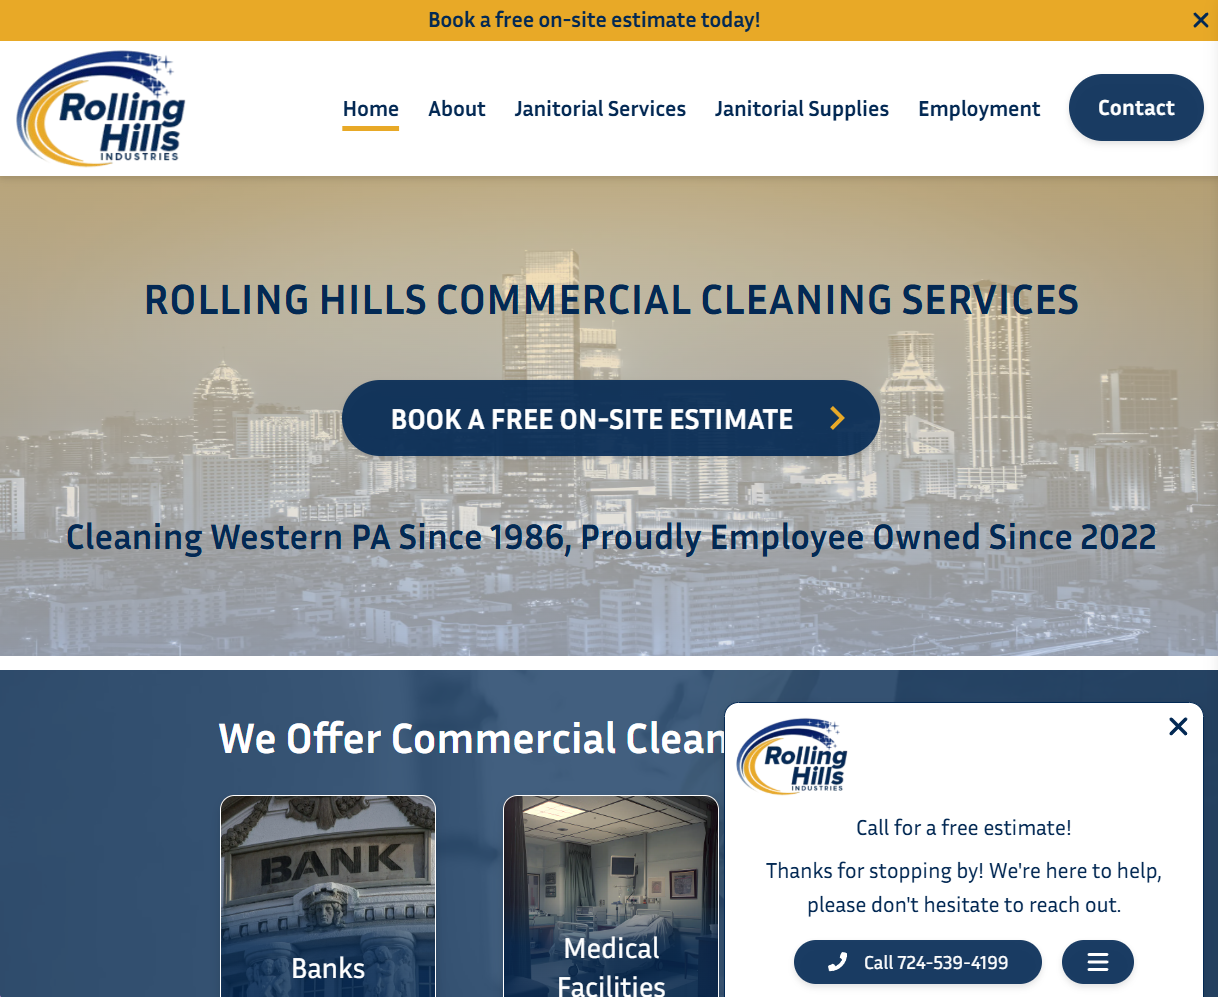 Book a free on-site estimate today!
Rolling
Hills
INDUSTRIES
Home About Janitorial Services Janitorial Supplies Employment Contact
ROLLING HILLS COMMERCIAL CLEANING SERVICES
BOOK A FREE ON-SITE ESTIMATE
Cleaning Western PA Since 1986, Proudly Employee Owned Since 2022
We Offer Commercial Clean
BANK
Banks
Medical
Facilities
Rolling
Hills
INDUSTRIES
Call for a free estimate!
Thanks for stopping by! We're here to help,
please don't hesitate to reach out.
Call 724-539-4199